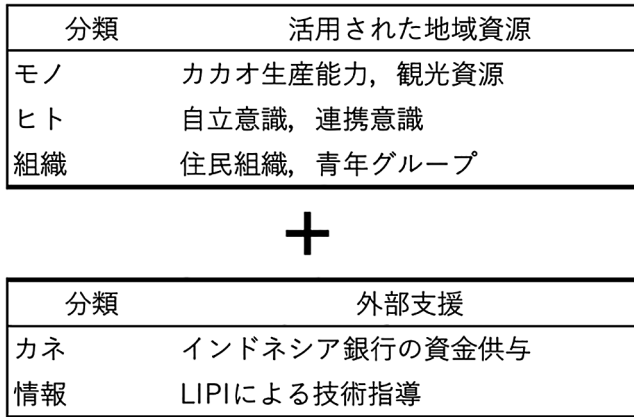 分類 活用された地域資源
モノ カカオ生産能力，観光資源
ヒト 自立意識，連携意識
組織 住民組織，青年グループ
+
分類 外部支援
カネ インドネシア銀行の資金供与
情報 LIPIによる技術指導